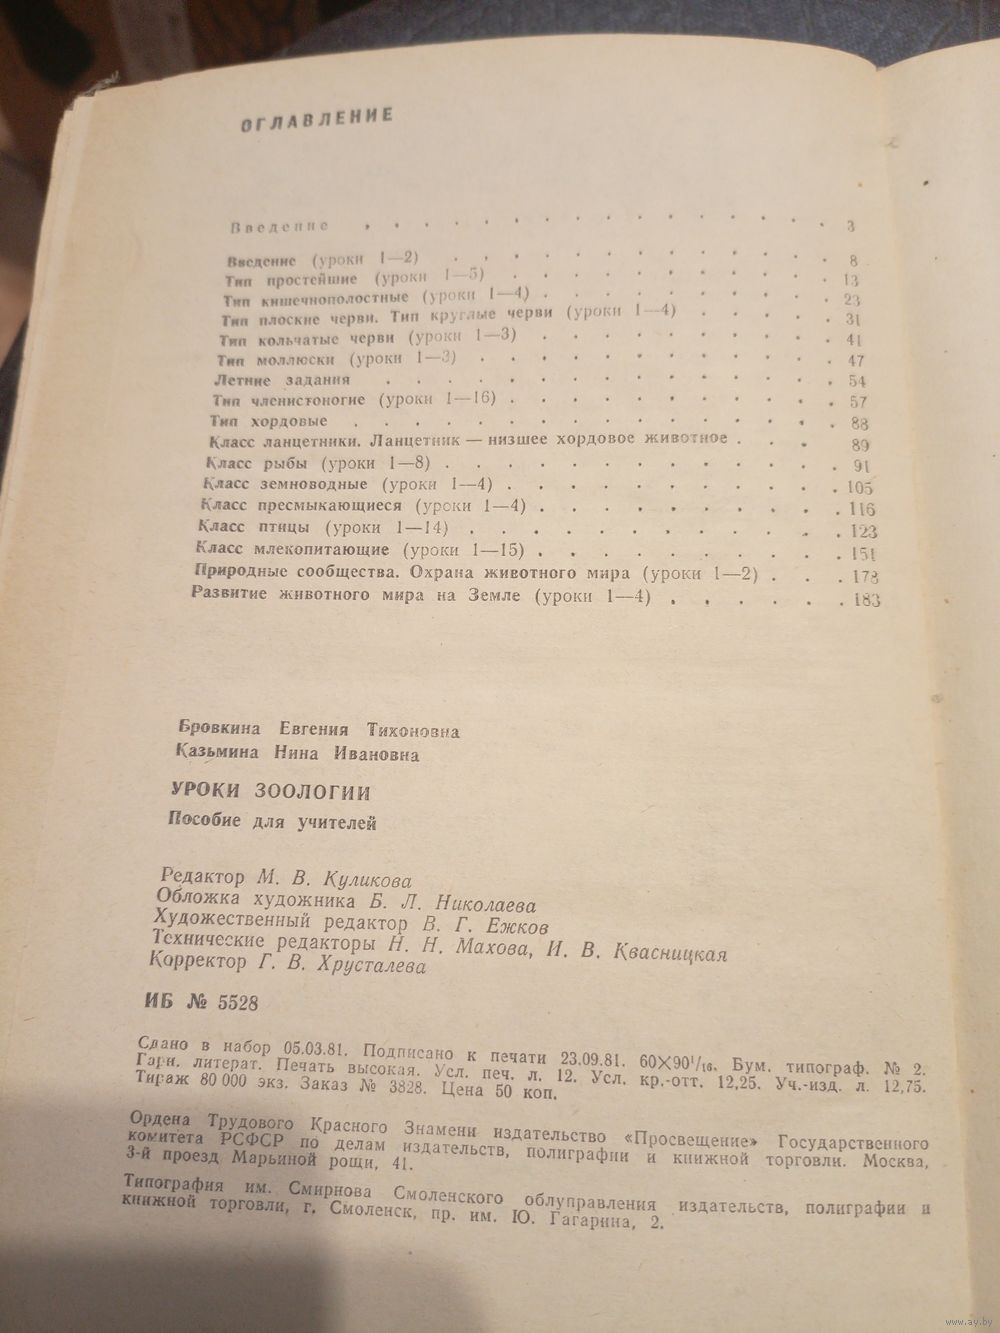 ОГЛАВЛЕНИЕ
Введение . . . . . . . . . . . . . . . . 3
Введение (уроки 1—2) . . . . . . . . . . . 8
Тип простейшие (уроки 1—5) . . . . . . . . . . . 13
Тип кишечнополостные (уроки 1—4) . . . . . . . . . . 23
Тип плоские черви. Тип круглые черви (уроки 1—4) . . . . . 31
Тип кольчатые черви (уроки 1—3) . . . . . . . . . . 41
Тип моллюски (уроки 1—3) . . . . . . . . . . . . 47
Летние задания . . . . . . . . . . . . . . . 54
Тип членистоногие (уроки 1—16) . . . . . . . . . . . 57
Тип хордовые . . . . . . . . . . . . . . . . 88
Класс ланцетники. Ланцетник — низшее хордовое животное . . . 89
Класс рыбы (уроки 1—8) . . . . . . . . . . . . . 91
Класс земноводные (уроки 1—4) . . . . . . . . . . . 105
Класс пресмыкающиеся (уроки 1—4) . . . . . . . . . . 116
Класс птицы (уроки 1—14) . . . . . . . . . . . . 123
Класс млекопитающие (уроки 1—15) . . . . . . . . . . 151
Природные сообщества. Охрана животного мира (уроки 1—2) . . . 178
Развитие животного мира на Земле (уроки 1—4) . . . . . . 183
Бровкина Евгения Тихоновна
Казьмина Нина Ивановна
УРОКИ ЗООЛОГИИ
Пособие для учителей
Редактор М. В. Куликова
Обложка художника Б. Л. Николаева
Художественный редактор В. Г. Ежков
Технические редакторы Н. Н. Махова, И. В. Квасницкая
Корректор Г. В. Хрусталева
ИБ № 5528
Сдано в набор 05.03.81. Подписано к печати 23.09.81. 60×90¹/₁₆. Бум. типограф. № 2.
Гарн. литерат. Печать высокая. Усл. печ. л. 12. Усл. кр.-отт. 12,25. Уч.-изд. л. 12,75.
Тираж 80 000 экз. Заказ № 3828. Цена 50 коп.
Ордена Трудового Красного Знамени издательство «Просвещение» Государственного
комитета РСФСР по делам издательств, полиграфии и книжной торговли. Москва,
3-й проезд Марьиной рощи, 41.
Типография им. Смирнова Смоленского облуправления издательств, полиграфии и
книжной торговли, г. Смоленск, пр. им. Ю. Гагарина, 2.
www.ay.by